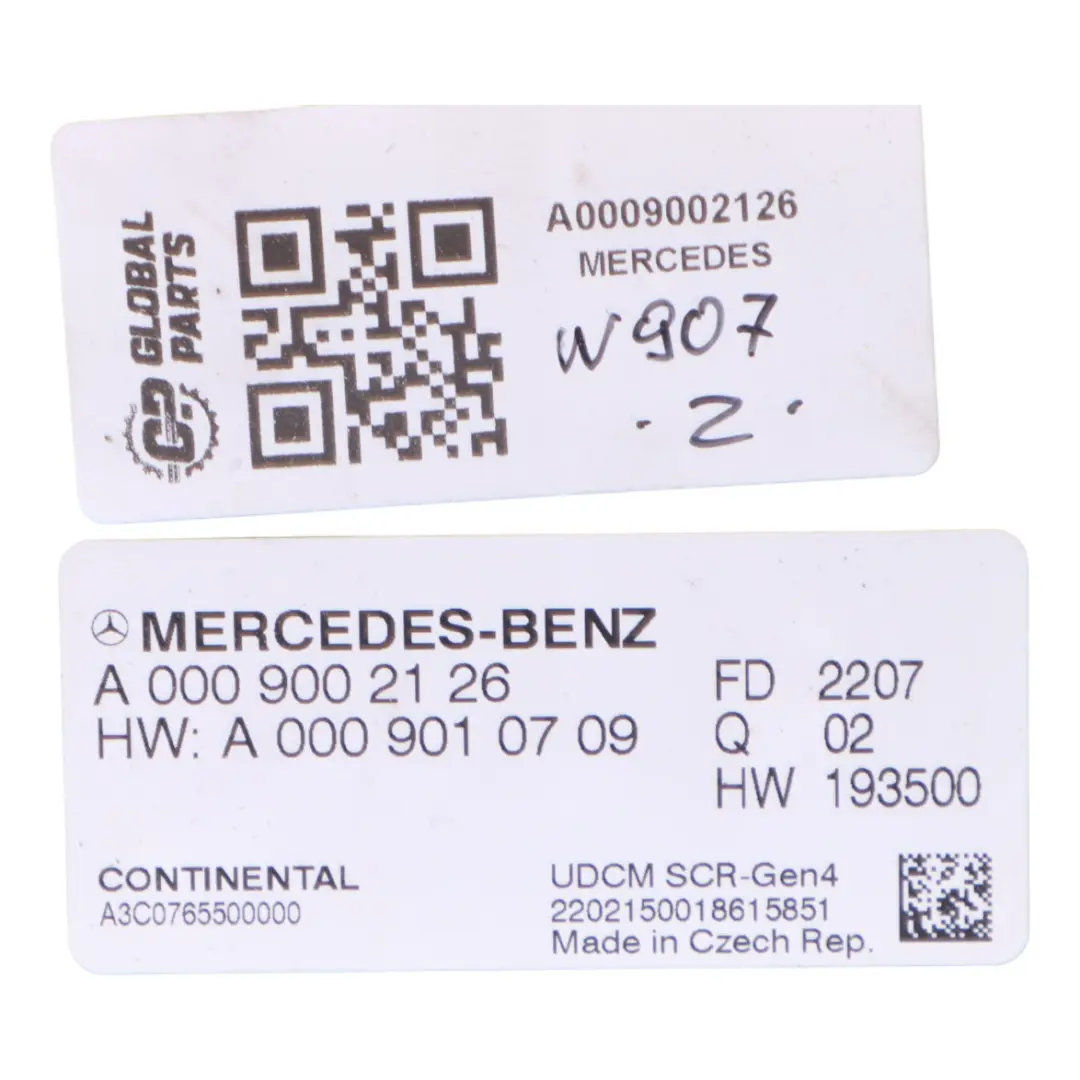 GLOBAL
PARTS
GP
A0009002126
MERCEDES
W907
. Z .
MERCEDES-BENZ
A 000 900 21 26
HW: A 000 901 07 09
FD 2207
Q 02
HW 193500
CONTINENTAL
A3C0765500000
UDCM SCR-Gen4
2202150018615851
Made in Czech Rep.